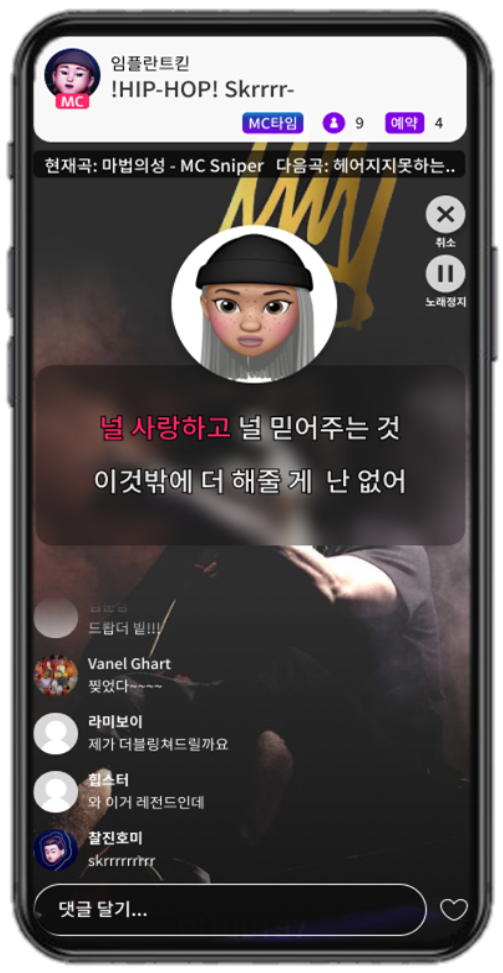 임플란트킨
MC
!HIP-HOP! Skrrrr-
MC타임 9 예약 4
현재곡: 마법의성 - MC Sniper 다음곡: 헤어지지못하는..
취소
노래정지
널 사랑하고 널 믿어주는 것
이것밖에 더 해줄 게 난 없어
드랍더 빝!!!
Vanel Ghart
찢었다~~~~
라미보이
제가 더블링쳐드릴까요
힙스터
와 이거 레전드인데
찰진호미
skrrrrrrrrr
댓글 달기...